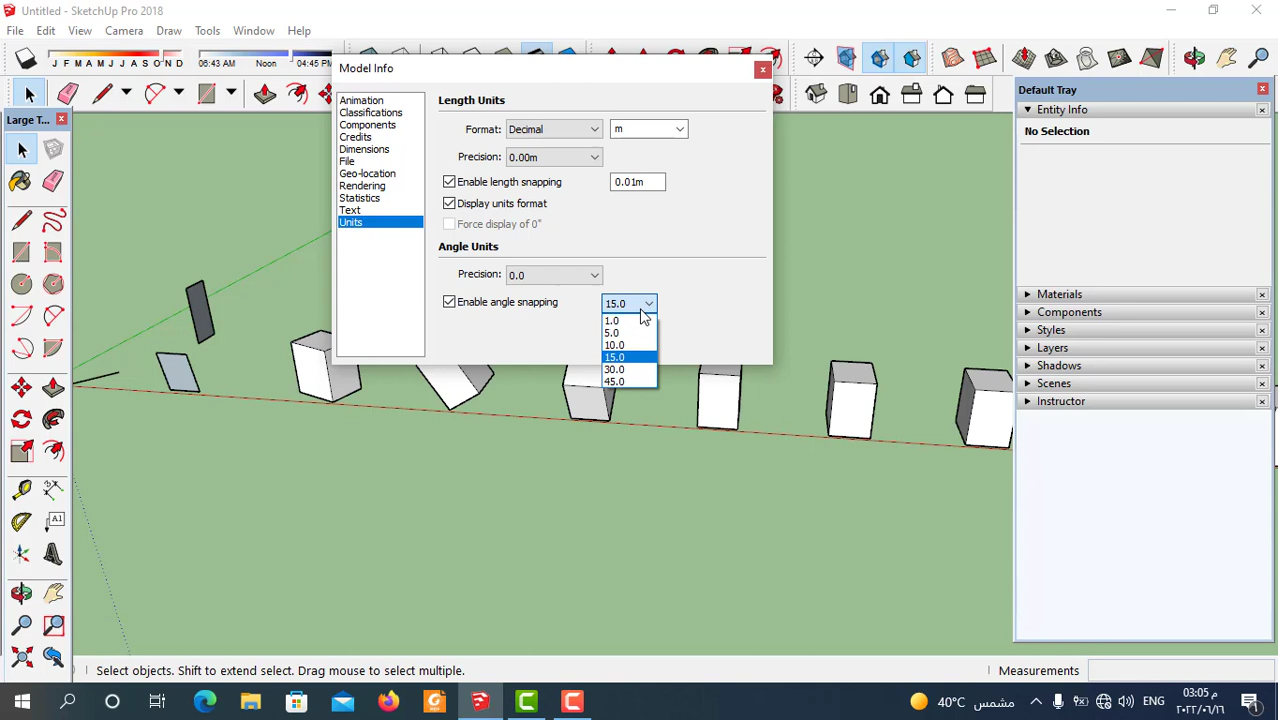 Untitled - SketchUp Pro 2018
File Edit View Camera Draw Tools Window Help
J F M A M J J A S O N D 06:43 AM Noon 04:45 PM
Large T...
Model Info
Animation
Classifications
Components
Credits
Dimensions
File
Geo-location
Rendering
Statistics
Text
Units
Length Units
Format: Decimal m
Precision: 0.00m
Enable length snapping 0.01m
Display units format
Force display of 0"
Angle Units
Precision: 0.0
Enable angle snapping 15.0
1.0
5.0
10.0
15.0
30.0
45.0
Default Tray
Entity Info
No Selection
Materials
Components
Styles
Layers
Shadows
Scenes
Instructor
A1
Select objects. Shift to extend select. Drag mouse to select multiple.
Measurements
40°C مشمس
ENG
03:05 م
٢٠٢٢/٠٦/١٦
1